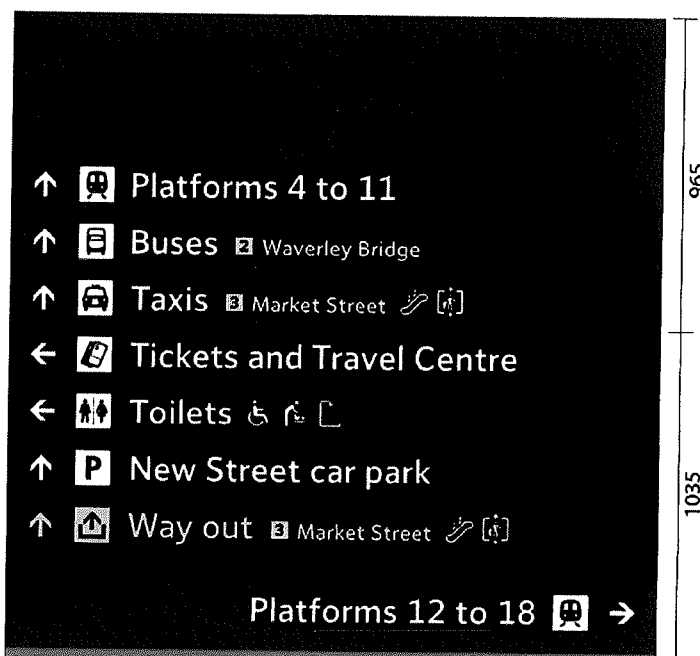 Platforms 4 to 11
Buses 2 Waverley Bridge
Taxis 3 Market Street
Tickets and Travel Centre
Toilets
P New Street car park
Way out 3 Market Street
Platforms 12 to 18
965
1035